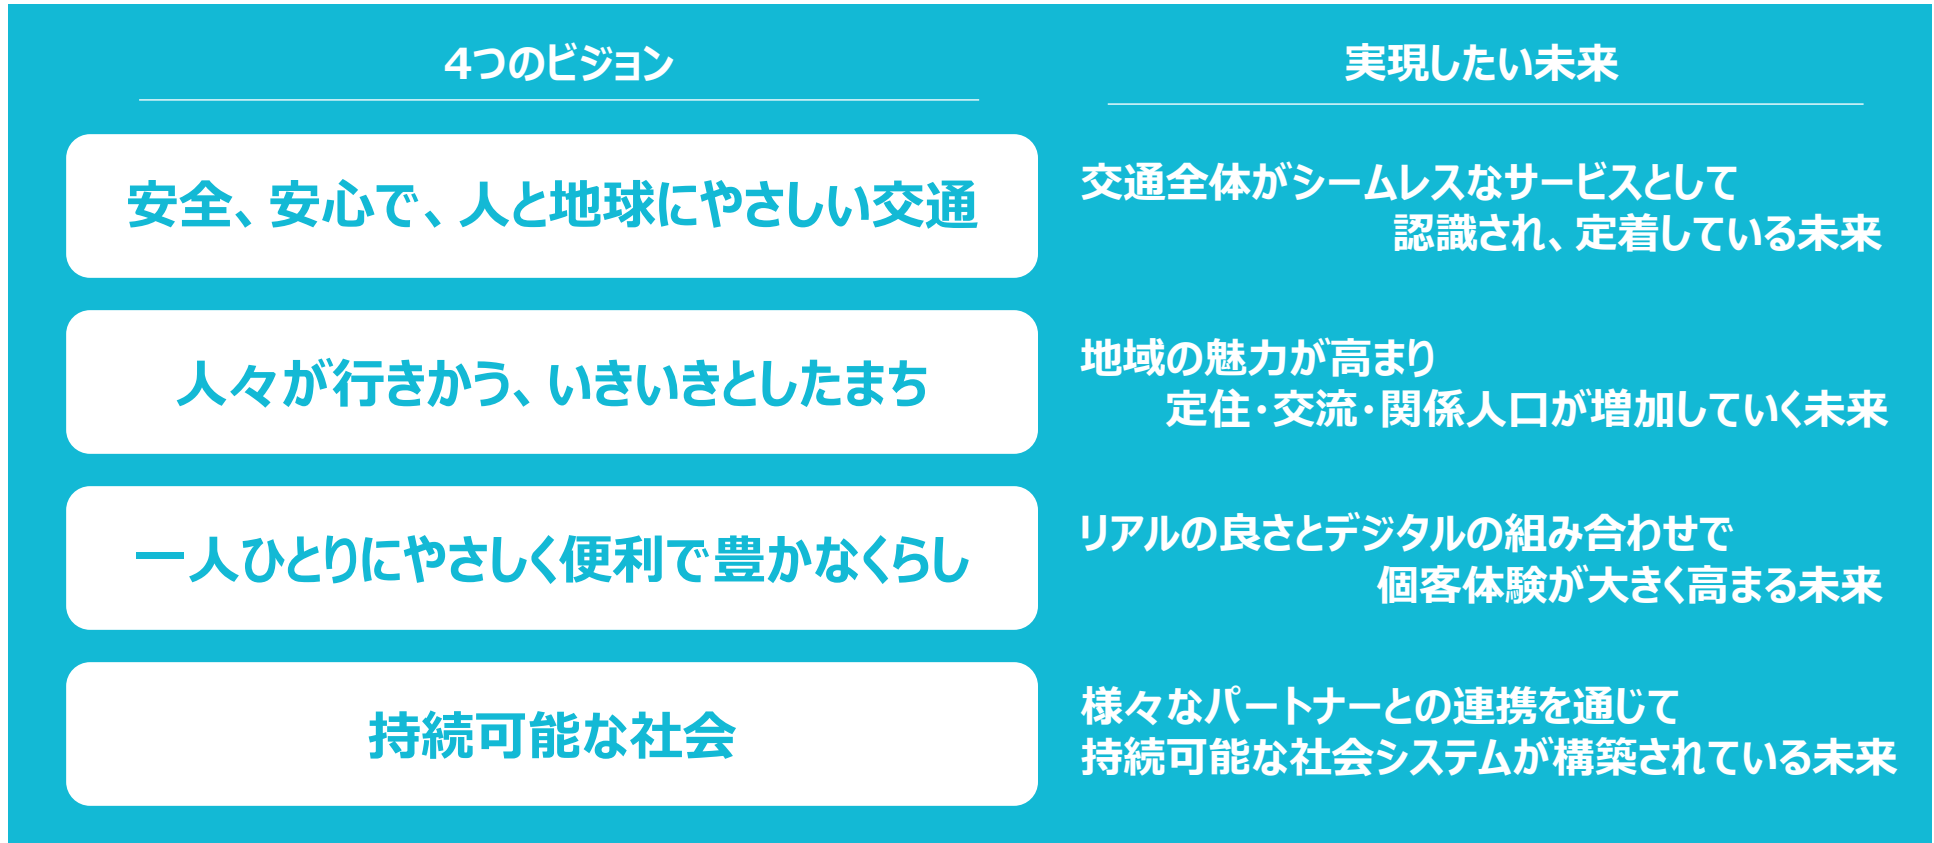 4つのビジョン
実現したい未来
安全、安心で、人と地球にやさしい交通
交通全体がシームレスなサービスとして
認識され、定着している未来
人々が行きかう、いきいきとしたまち
地域の魅力が高まり
定住・交流・関係人口が増加していく未来
一人ひとりにやさしく便利で豊かなくらし
リアルの良さとデジタルの組み合わせで
個客体験が大きく高まる未来
持続可能な社会
様々なパートナーとの連携を通じて
持続可能な社会システムが構築されている未来